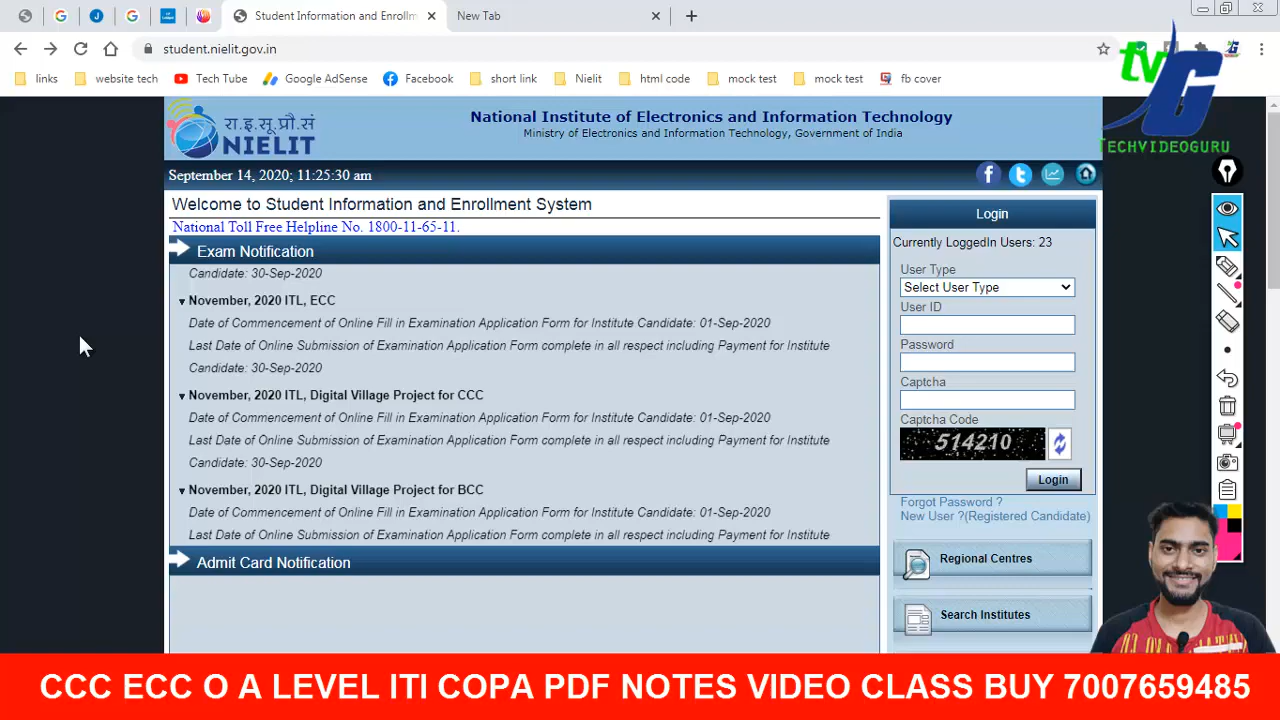 Student Information and Enrollm
New Tab
student.nielit.gov.in
links
website tech
Tech Tube
Google AdSense
Facebook
short link
Nielit
html code
mock test
mock test
fb cover
tv G
TECHVIDEOGURU
रा.इ.सू.प्रौ.सं
NIELIT
National Institute of Electronics and Information Technology
Ministry of Electronics and Information Technology, Government of India
September 14, 2020; 11:25:30 am
Welcome to Student Information and Enrollment System
National Toll Free Helpline No. 1800-11-65-11.
Exam Notification
Candidate: 30-Sep-2020
November, 2020 ITL, ECC
Date of Commencement of Online Fill in Examination Application Form for Institute Candidate: 01-Sep-2020
Last Date of Online Submission of Examination Application Form complete in all respect including Payment for Institute
Candidate: 30-Sep-2020
November, 2020 ITL, Digital Village Project for CCC
Date of Commencement of Online Fill in Examination Application Form for Institute Candidate: 01-Sep-2020
Last Date of Online Submission of Examination Application Form complete in all respect including Payment for Institute
Candidate: 30-Sep-2020
November, 2020 ITL, Digital Village Project for BCC
Date of Commencement of Online Fill in Examination Application Form for Institute Candidate: 01-Sep-2020
Last Date of Online Submission of Examination Application Form complete in all respect including Payment for Institute
Admit Card Notification
Login
Currently LoggedIn Users: 23
User Type
Select User Type
User ID
Password
Captcha
Captcha Code
514210
Login
Forgot Password ?
New User ?(Registered Candidate)
Regional Centres
Search Institutes
CCC ECC O A LEVEL ITI COPA PDF NOTES VIDEO CLASS BUY 7007659485